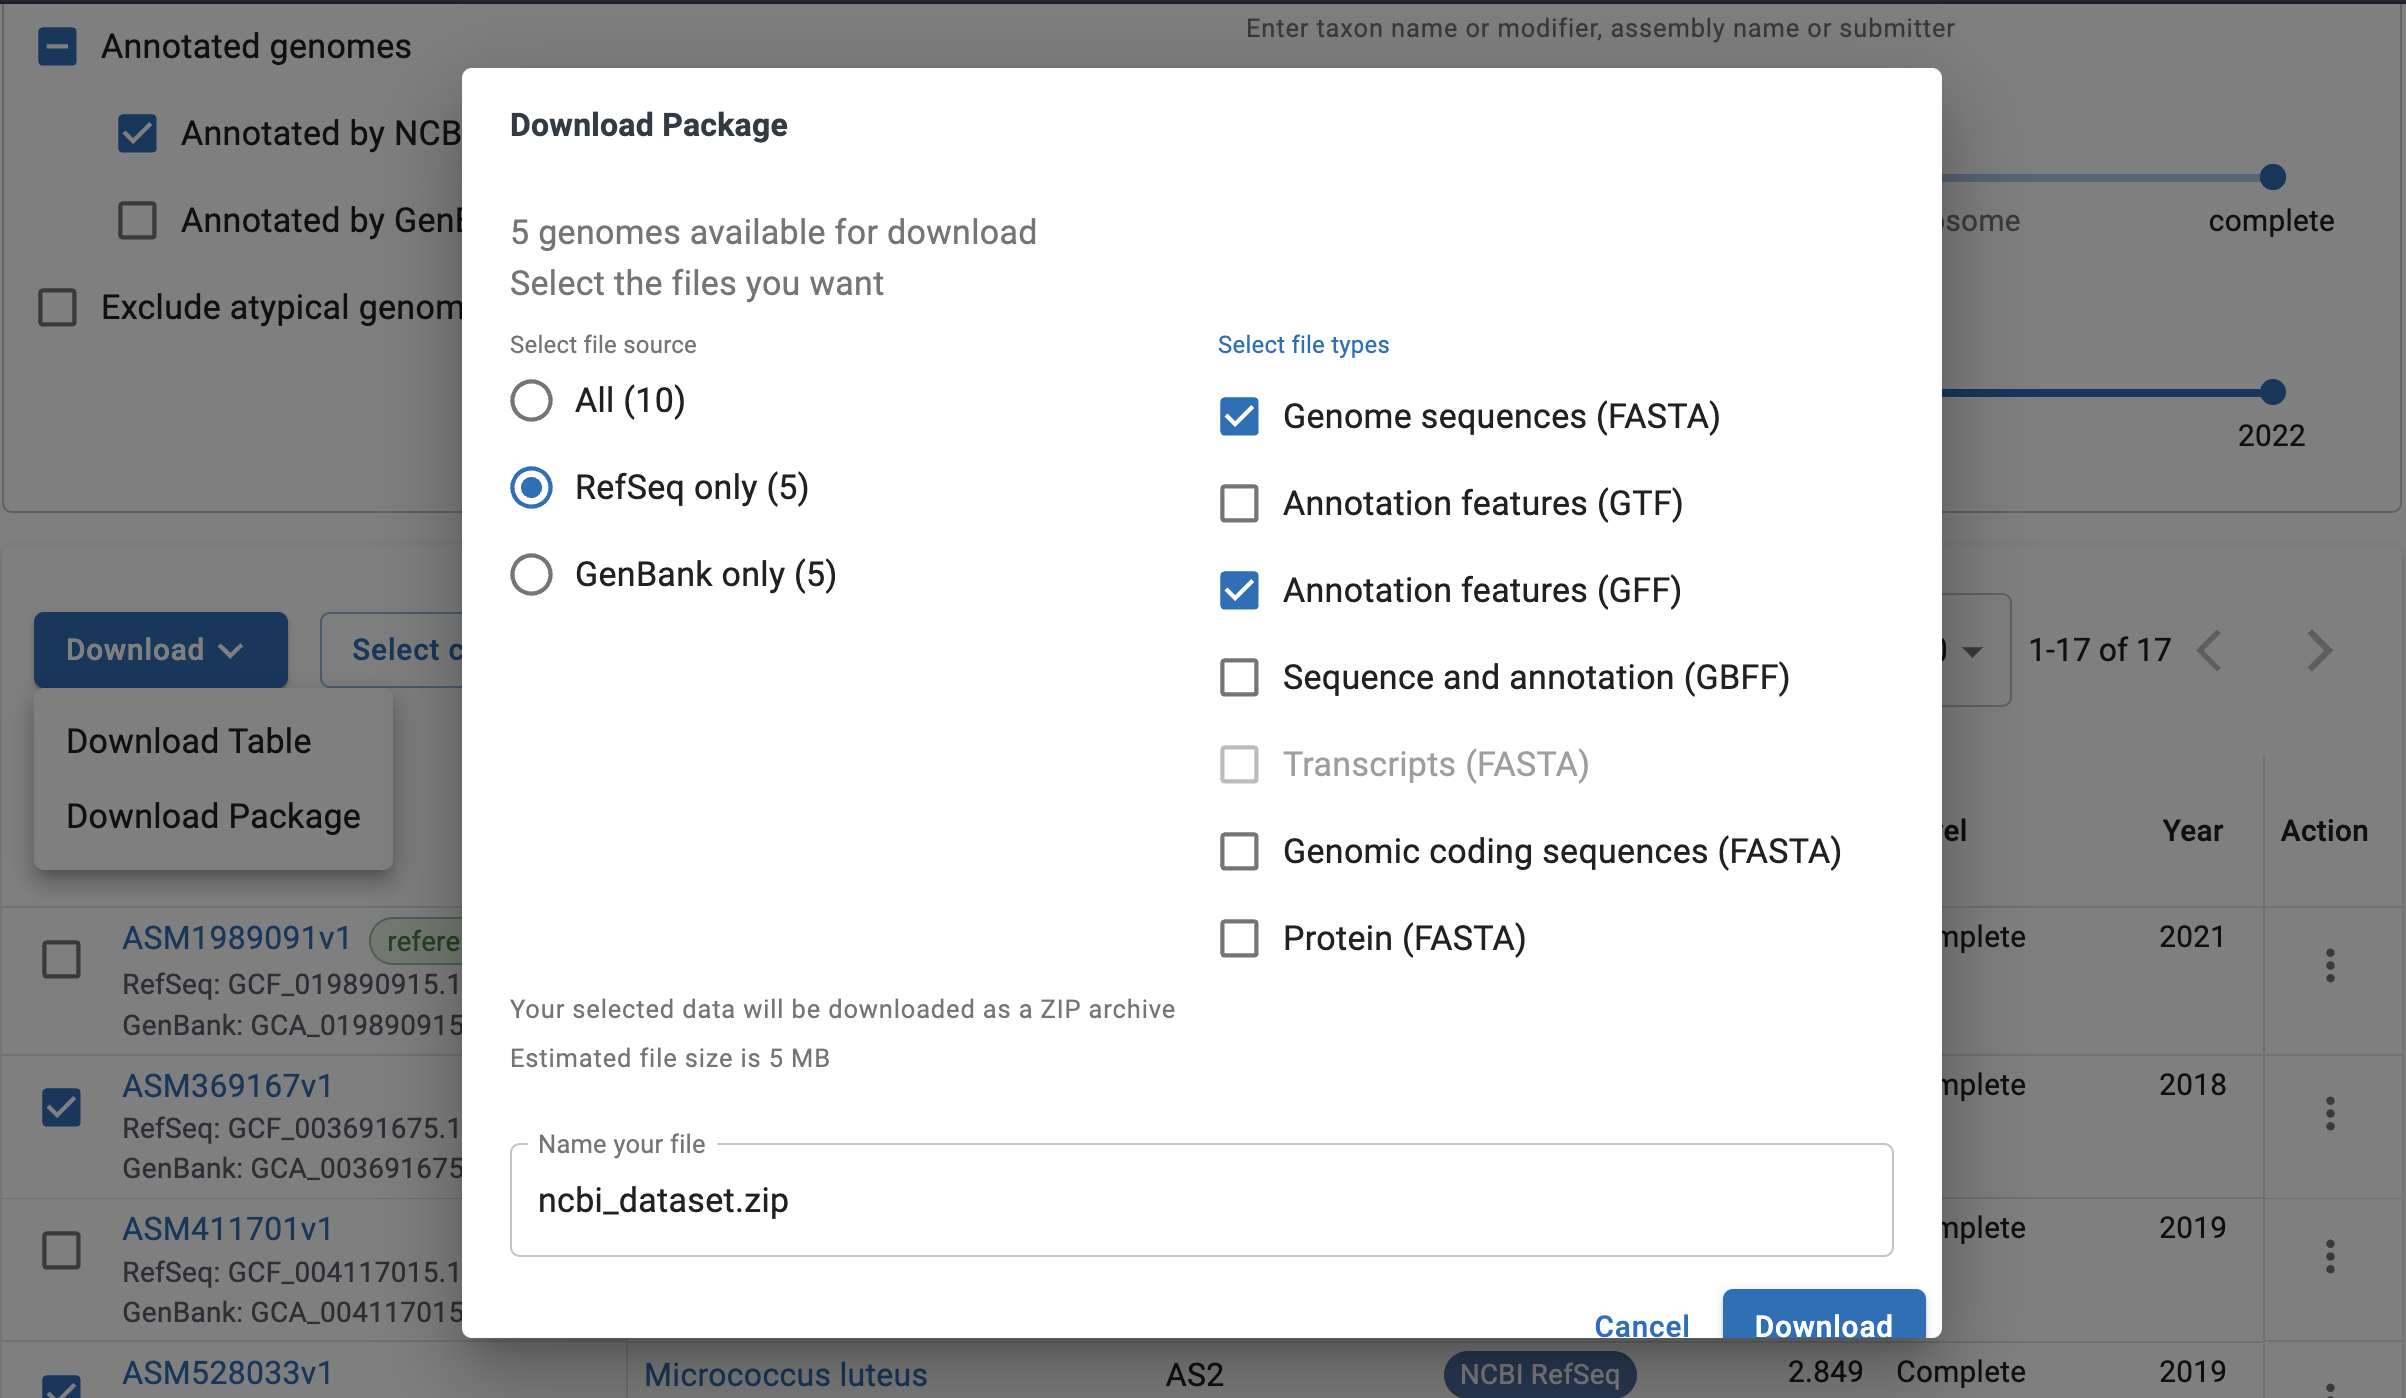 Annotated genomes
Enter taxon name or modifier, assembly name or submitter
Annotated by NCB
Annotated by Gen
Exclude atypical genom
osome
complete
2022
Download Package
5 genomes available for download
Select the files you want
Select file source
All (10)
RefSeq only (5)
GenBank only (5)
Select file types
Genome sequences (FASTA)
Annotation features (GTF)
Annotation features (GFF)
Sequence and annotation (GBFF)
Transcripts (FASTA)
Genomic coding sequences (FASTA)
Protein (FASTA)
Your selected data will be downloaded as a ZIP archive
Estimated file size is 5 MB
Name your file
ncbi_dataset.zip
Cancel
Download
Download
Select c
1-17 of 17
Download Table
Download Package
el Year Action
ASM1989091v1 refere
RefSeq: GCF_019890915.1
GenBank: GCA_019890915
mplete 2021
ASM369167v1
RefSeq: GCF_003691675.1
GenBank: GCA_003691675
mplete 2018
ASM411701v1
RefSeq: GCF_004117015.1
GenBank: GCA_004117015
mplete 2019
ASM528033v1 Micrococcus luteus AS2 NCBI RefSeq 2.849 Complete 2019